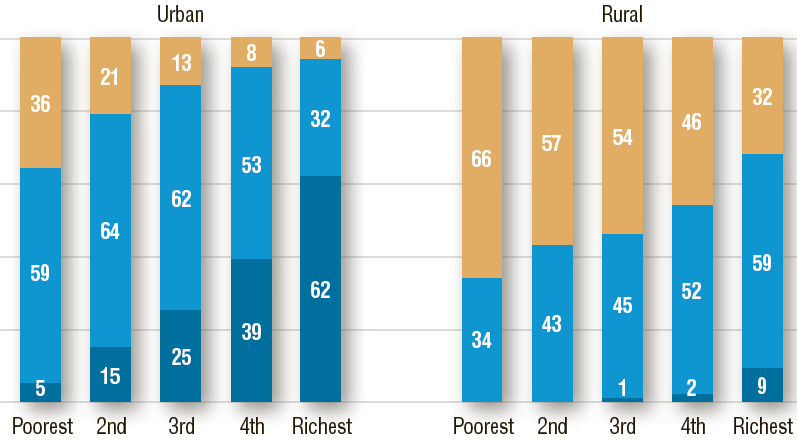 Urban Rural
36 21 13 8 6 66 57 54 46 32
59 64 62 53 32 34 43 45 52 59
5 15 25 39 62 1 2 9
Poorest 2nd 3rd 4th Richest Poorest 2nd 3rd 4th Richest